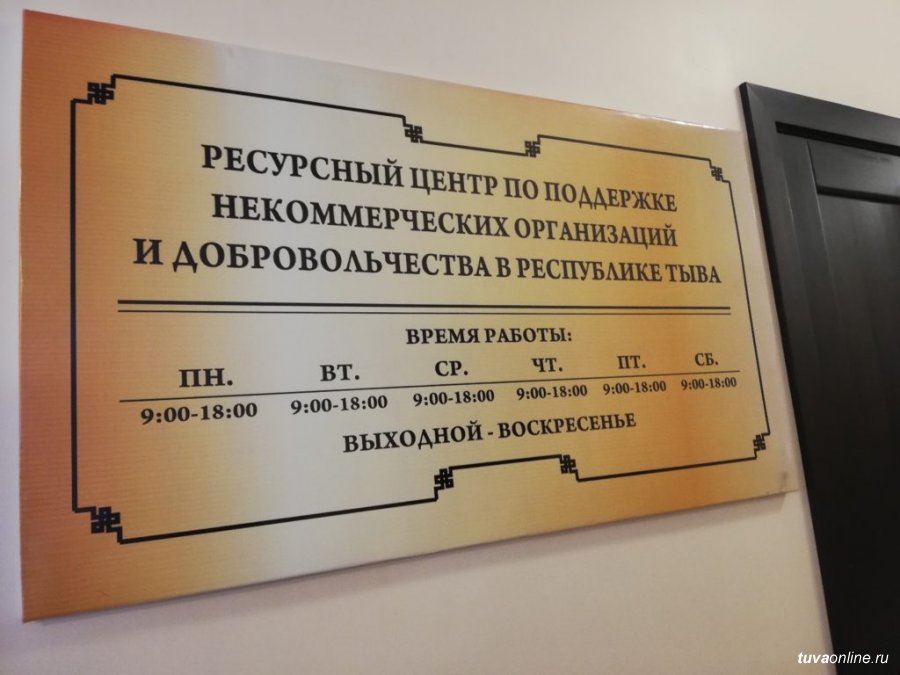 РЕСУРСНЫЙ ЦЕНТР ПО ПОДДЕРЖКЕ
НЕКОММЕРЧЕСКИХ ОРГАНИЗАЦИЙ
И ДОБРОВОЛЬЧЕСТВА В РЕСПУБЛИКЕ ТЫВА
ВРЕМЯ РАБОТЫ:
ПН. ВТ. СР. ЧТ. ПТ. СБ.
9:00-18:00 9:00-18:00 9:00-18:00 9:00-18:00 9:00-18:00 9:00-18:00
ВЫХОДНОЙ - ВОСКРЕСЕНЬЕ
tuvaonline.ru